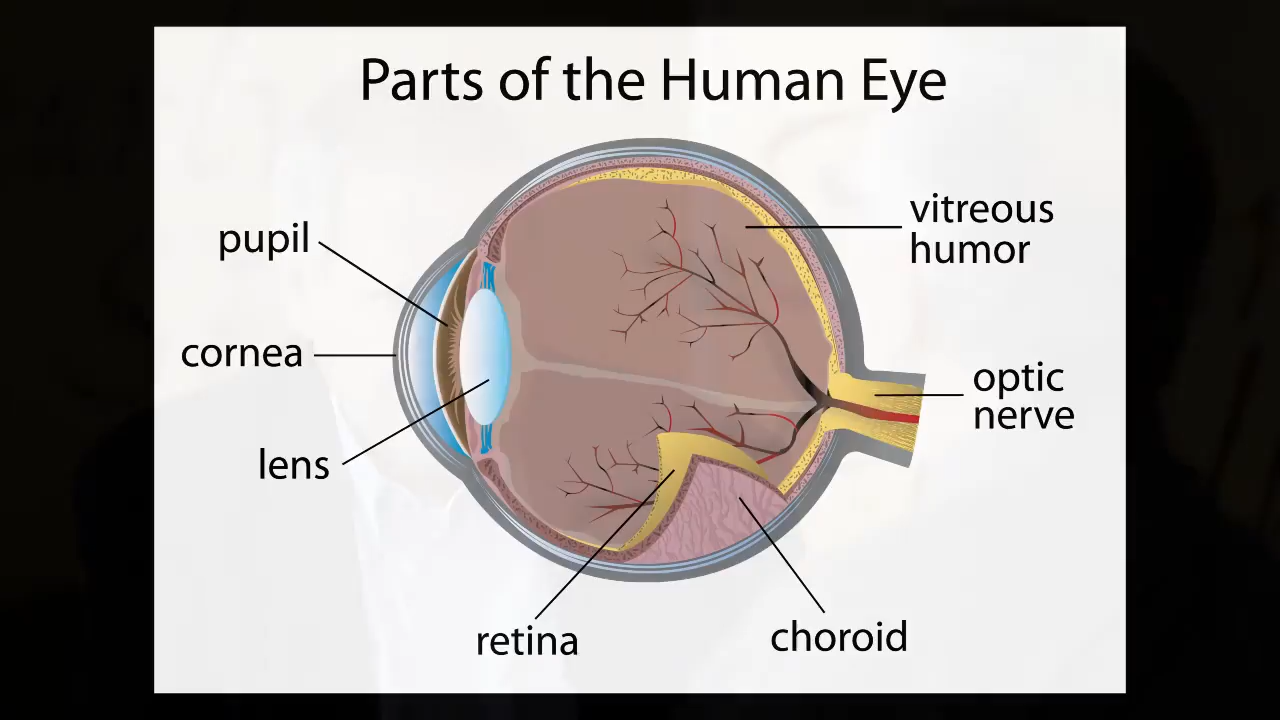 Parts of the Human Eye
pupil
cornea
lens
vitreous
humor
optic
nerve
retina
choroid